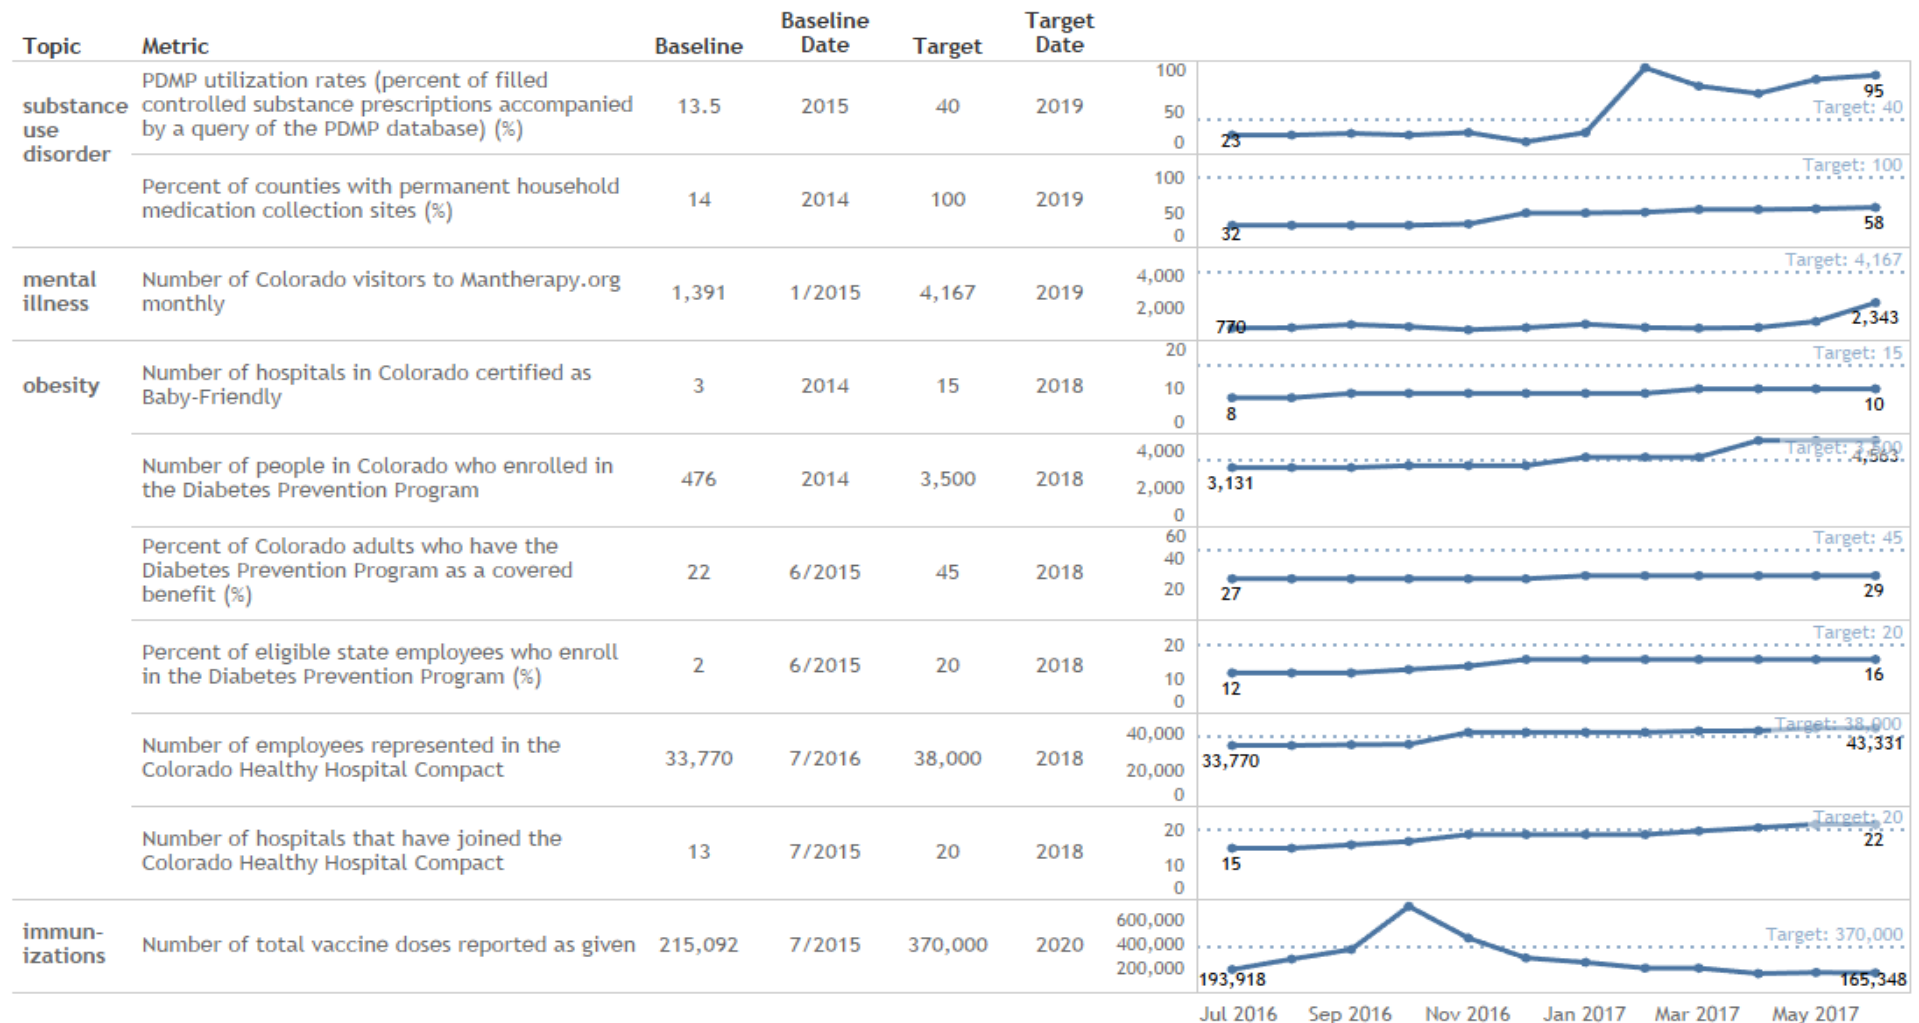 Topic Metric Baseline Baseline Date Target Target Date
substance use disorder
PDMP utilization rates (percent of filled
controlled substance prescriptions accompanied
by a query of the PDMP database) (%)
13.5 2015 40 2019
100
50
0
23
95
Target: 40
Percent of counties with permanent household
medication collection sites (%)
14 2014 100 2019
100
50
0
32
58
Target: 100
mental illness
Number of Colorado visitors to Mantherapy.org
monthly
1,391 1/2015 4,167 2019
4,000
2,000
770
2,343
Target: 4,167
obesity
Number of hospitals in Colorado certified as
Baby-Friendly
3 2014 15 2018
20
10
0
8
10
Target: 15
Number of people in Colorado who enrolled in
the Diabetes Prevention Program
476 2014 3,500 2018
4,000
2,000
0
3,131
4,563
Target: 3,500
Percent of Colorado adults who have the
Diabetes Prevention Program as a covered
benefit (%)
22 6/2015 45 2018
60
40
20
27
29
Target: 45
Percent of eligible state employees who enroll
in the Diabetes Prevention Program (%)
2 6/2015 20 2018
20
10
0
12
16
Target: 20
Number of employees represented in the
Colorado Healthy Hospital Compact
33,770 7/2016 38,000 2018
40,000
20,000
0
33,770
43,331
Target: 38,000
Number of hospitals that have joined the
Colorado Healthy Hospital Compact
13 7/2015 20 2018
20
10
0
15
22
Target: 20
immun-
izations
Number of total vaccine doses reported as given
215,092 7/2015 370,000 2020
600,000
400,000
200,000
193,918
165,348
Target: 370,000
Jul 2016 Sep 2016 Nov 2016 Jan 2017 Mar 2017 May 2017